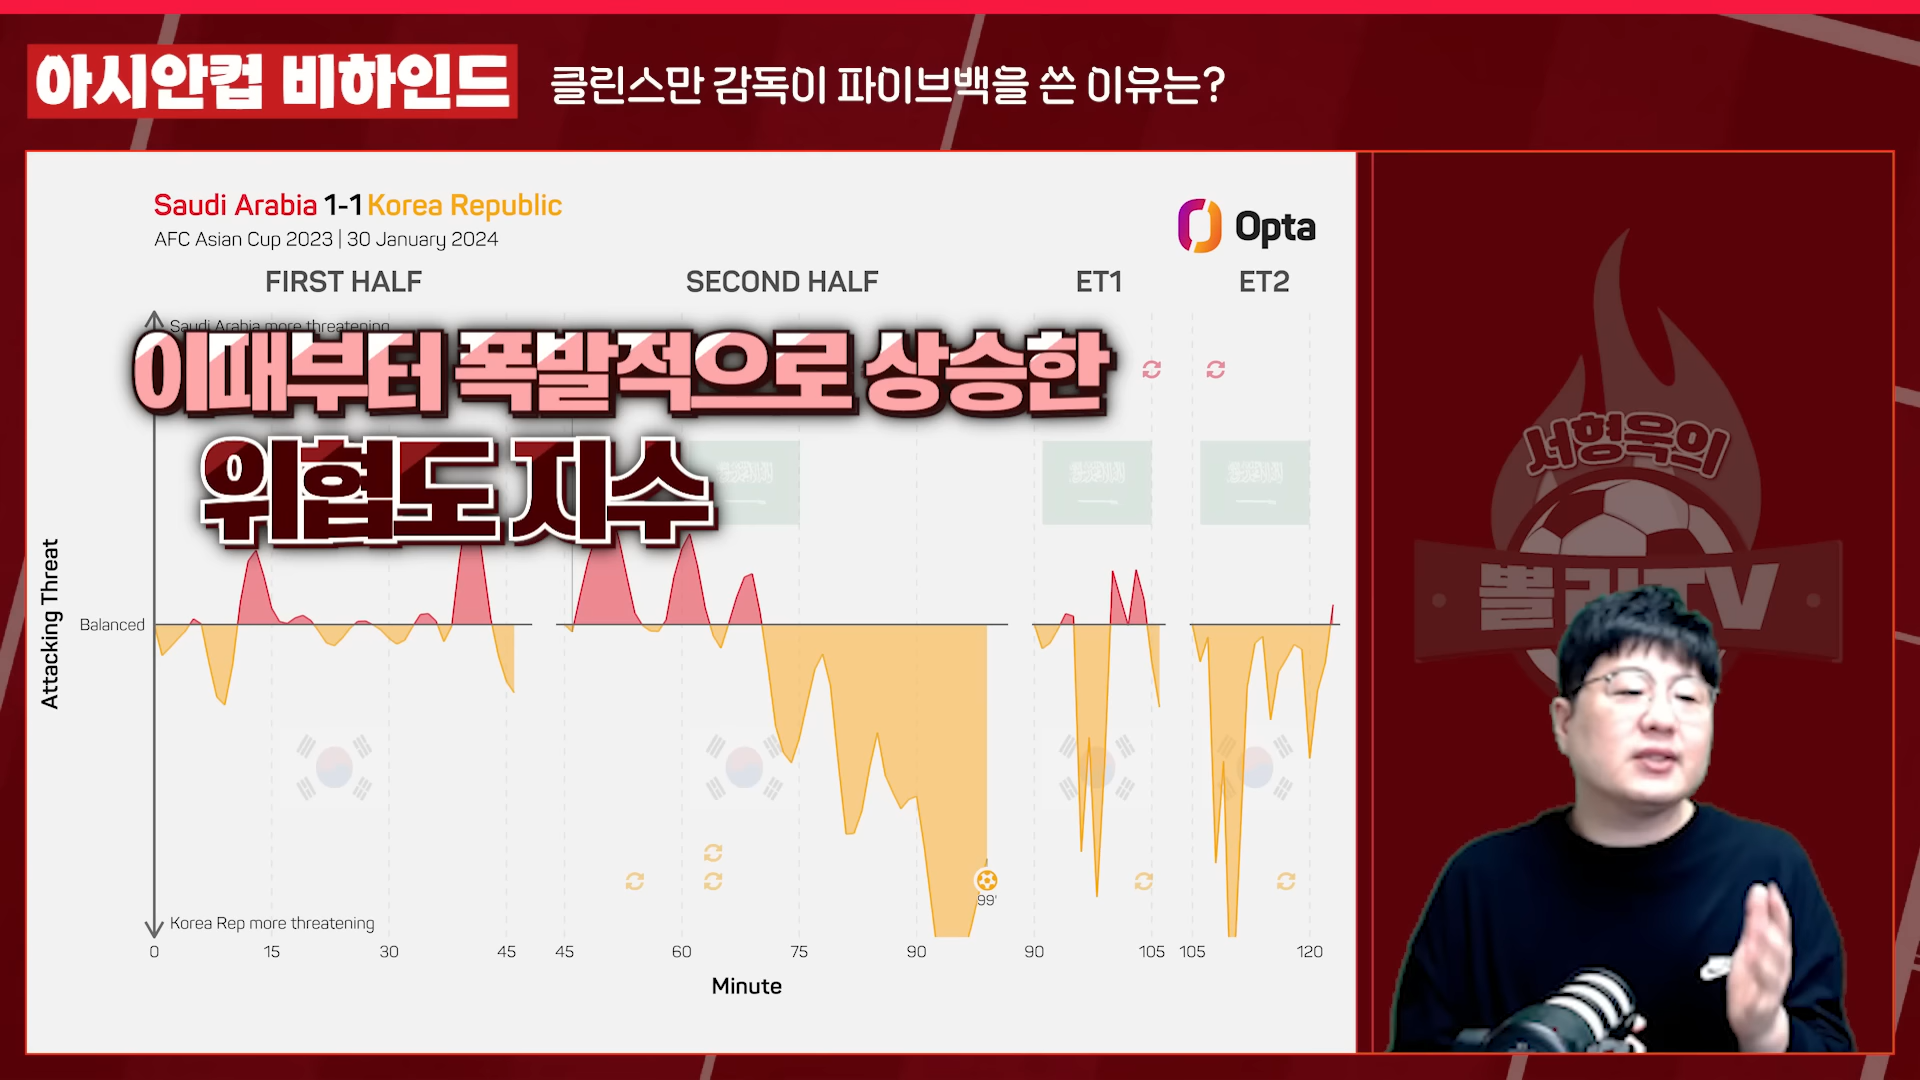 아시안컵 비하인드
클린스만 감독이 파이브백을 쓴 이유는?
Saudi Arabia 1-1 Korea Republic
AFC Asian Cup 2023 | 30 January 2024
Opta
FIRST HALF
SECOND HALF
ET1
ET2
Saudi Arabia more threatening
이때부터 폭발적으로 상승한
위협도 지수
서형욱의
뽈리TV
Attacking Threat
Balanced
99'
Korea Rep more threatening
0 15 30 45 45 60 75 90 90 105 105 120
Minute